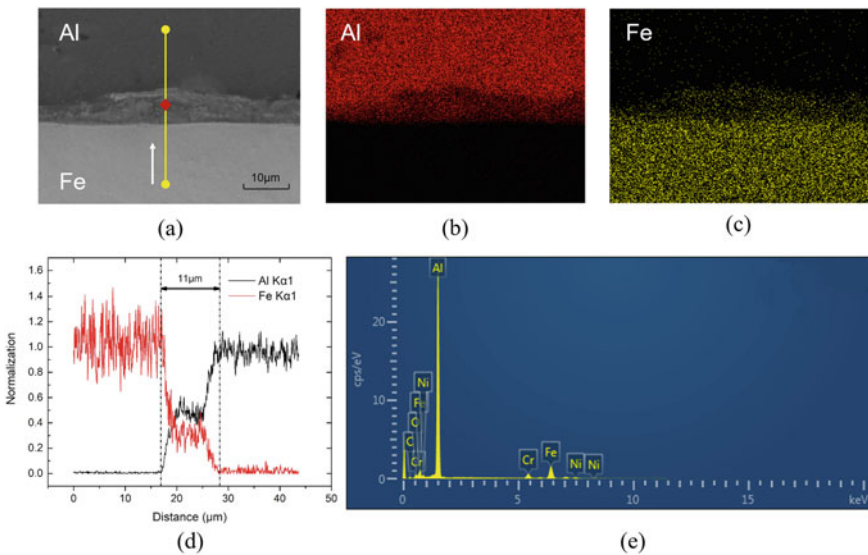 Al
Fe
10μm
(a)
Al
(b)
Fe
(c)
1.6
1.4
1.2
1.0
0.8
0.6
0.4
0.2
0.0
Normalization
11μm
Al Kα1
Fe Kα1
0 10 20 30 40 50
Distance (μm)
(d)
cps/eV
20
10
0
Al
Ni
Fe
O
C
Cr
Cr
Fe
Ni
Ni
0 5 10 15 keV
(e)